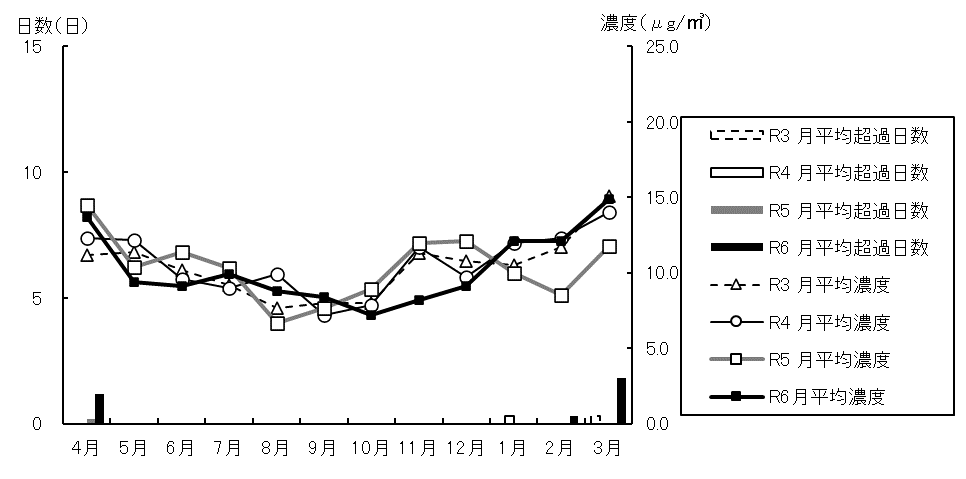 日数(日)
濃度(μg/㎥)
15
10
5
0
25.0
20.0
15.0
10.0
5.0
0.0
4月 5月 6月 7月 8月 9月 10月 11月 12月 1月 2月 3月
R3 月平均超過日数
R4 月平均超過日数
R5 月平均超過日数
R6 月平均超過日数
R3 月平均濃度
R4 月平均濃度
R5 月平均濃度
R6月平均濃度